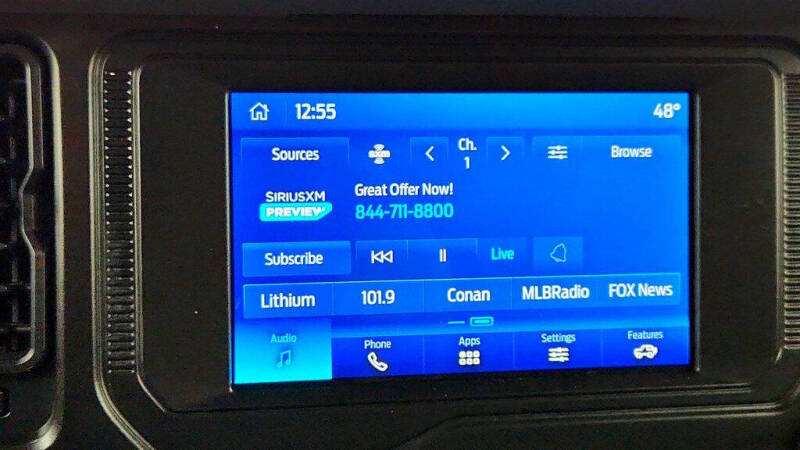 12:55
48°
Sources
sxm
Ch.
1
Browse
SIRIUSXM
PREVIEW
Great Offer Now!
844-711-8800
Subscribe
Live
Lithium
101.9
Conan
MLBRadio
FOX News
Audio
Phone
Apps
Settings
Features